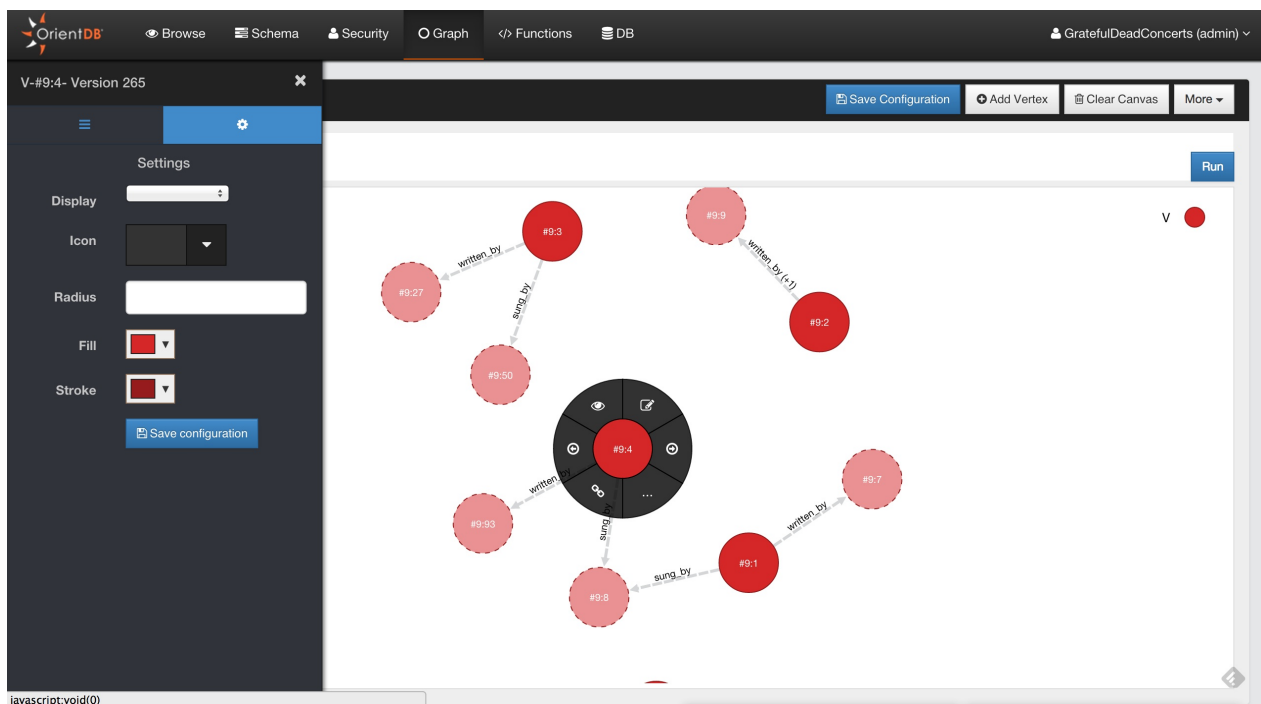 OrientDB
Browse
Schema
Security
Graph
</> Functions
DB
GratefulDeadConcerts (admin)
V-#9:4- Version 265
Save Configuration
Add Vertex
Clear Canvas
More
Settings
Run
Display
Icon
Radius
Fill
Stroke
Save configuration
V
#9:9
#9:3
written_by
written_by (+1)
#9:27
sung_by
#9:2
#9:50
#9:4
...
written_by
#9:7
sung_by
written_by
#9:93
#9:1
sung_by
#9:8
javascript:void(0)